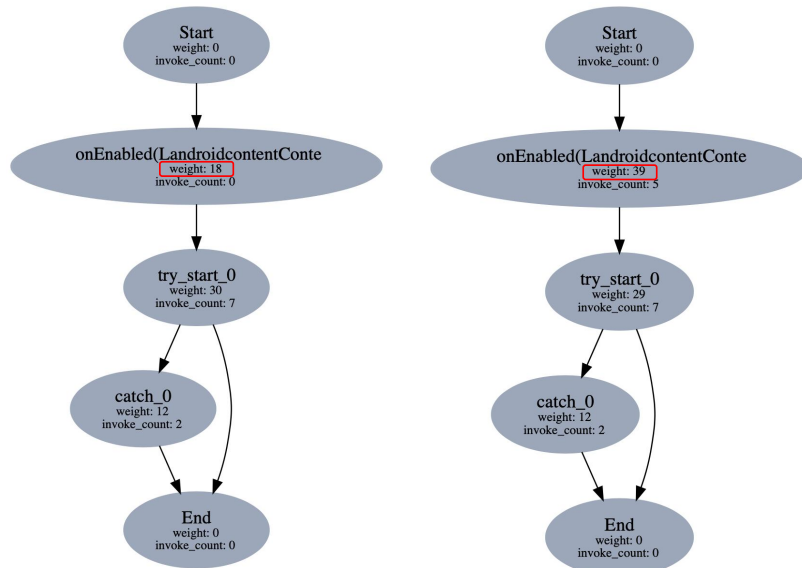 Start
weight: 0
invoke_count: 0
onEnabled(LandroidcontentConte
weight: 18
invoke_count: 0
try_start_0
weight: 30
invoke_count: 7
catch_0
weight: 12
invoke_count: 2
End
weight: 0
invoke_count: 0
Start
weight: 0
invoke_count: 0
onEnabled(LandroidcontentConte
weight: 39
invoke_count: 5
try_start_0
weight: 29
invoke_count: 7
catch_0
weight: 12
invoke_count: 2
End
weight: 0
invoke_count: 0